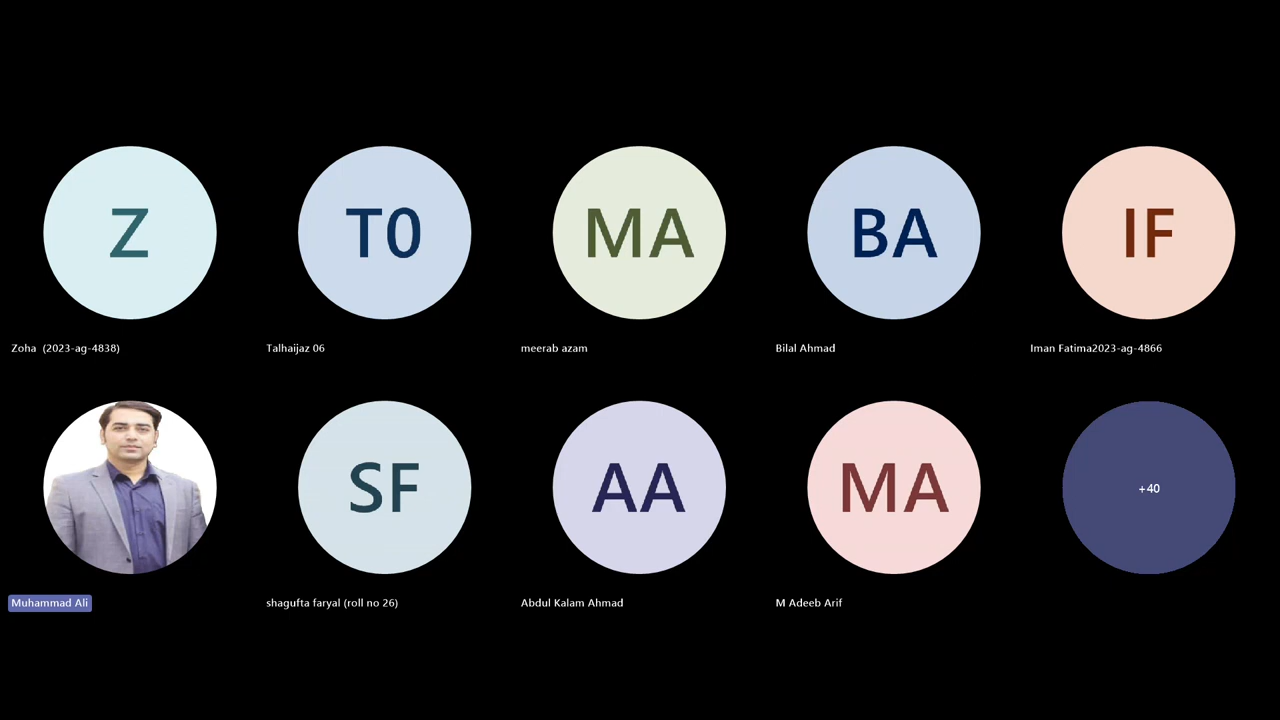 Z
T0
MA
BA
IF
Zoha (2023-ag-4838)
Talhaijaz 06
meerab azam
Bilal Ahmad
Iman Fatima2023-ag-4866
SF
AA
MA
+40
Muhammad Ali
shagufta faryal (roll no 26)
Abdul Kalam Ahmad
M Adeeb Arif